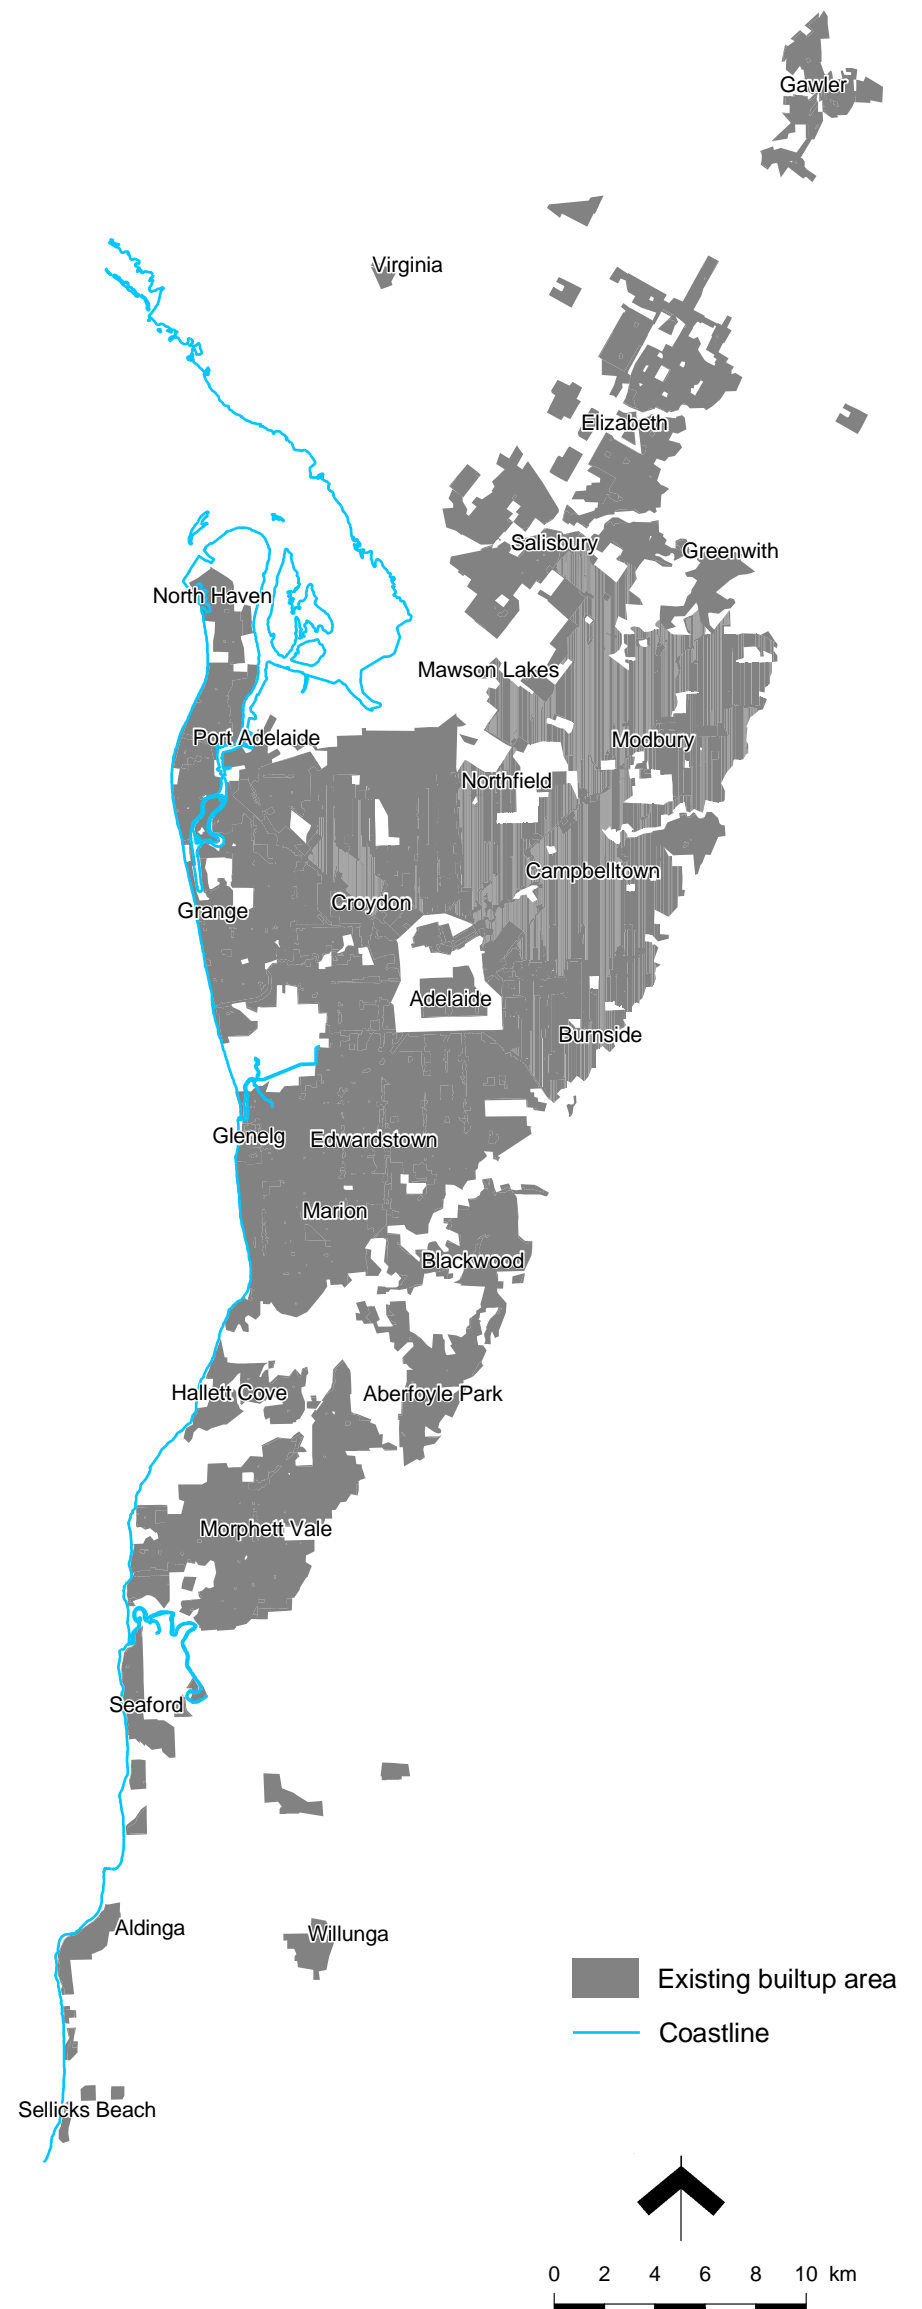 Gawler
Virginia
Elizabeth
Salisbury
Greenwith
North Haven
Mawson Lakes
Port Adelaide
Modbury
Northfield
Campbelltown
Croydon
Grange
Adelaide
Burnside
Glenelg
Edwardstown
Marion
Blackwood
Hallett Cove
Aberfoyle Park
Morphett Vale
Seaford
Aldinga
Willunga
Existing builtup area
Coastline
Sellicks Beach
0 2 4 6 8 10 km